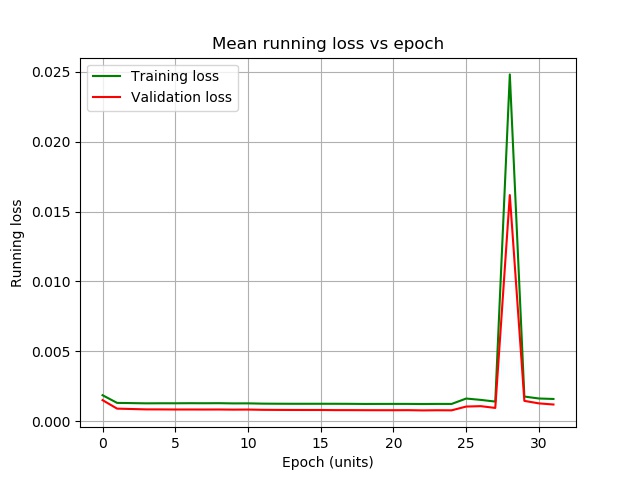 Mean running loss vs epoch
Training loss
Validation loss
0.025
0.020
0.015
0.010
0.005
0.000
Running loss
0 5 10 15 20 25 30
Epoch (units)